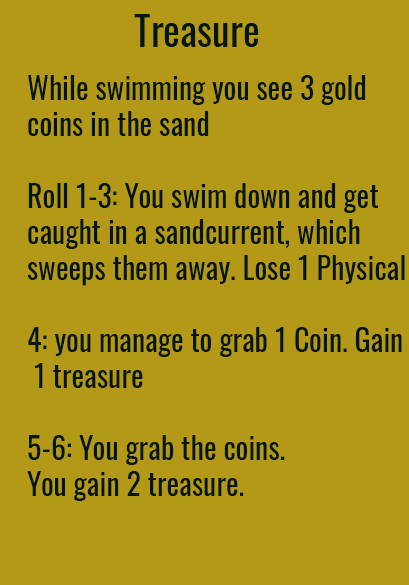 Treasure
While swimming you see 3 gold
coins in the sand
Roll 1-3: You swim down and get
caught in a sandcurrent, which
sweeps them away. Lose 1 Physical
4: you manage to grab 1 Coin. Gain
1 treasure
5-6: You grab the coins.
You gain 2 treasure.